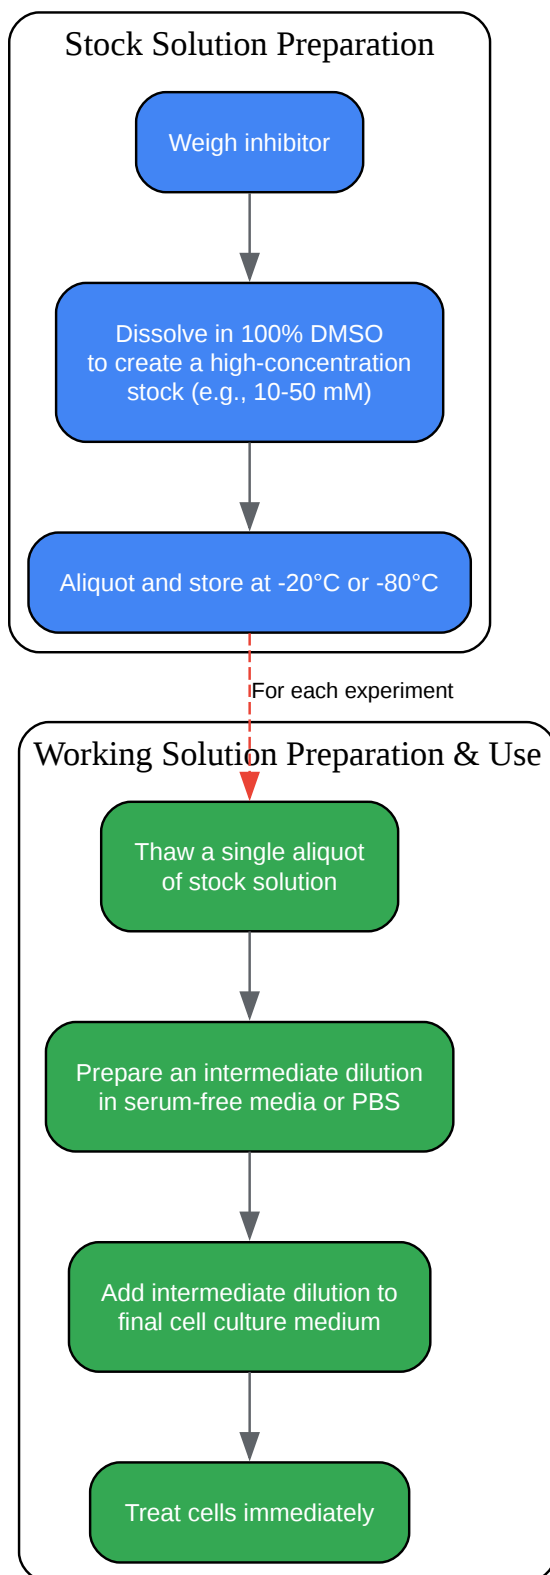 Stock Solution Preparation
Weigh inhibitor
Dissolve in 100% DMSO
to create a high-concentration
stock (e.g., 10-50 mM)
Aliquot and store at -20°C or -80°C
For each experiment
Working Solution Preparation & Use
Thaw a single aliquot
of stock solution
Prepare an intermediate dilution
in serum-free media or PBS
Add intermediate dilution to
final cell culture medium
Treat cells immediately